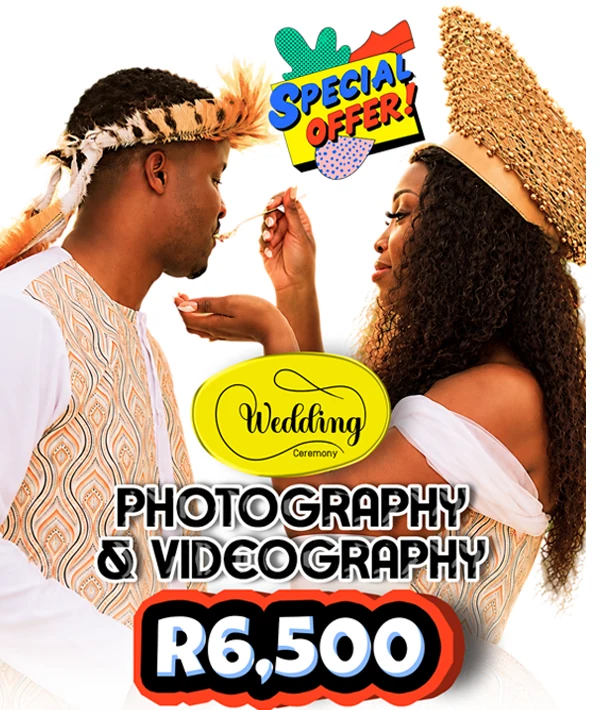 SPECIAL
OFFER!
Wedding
Ceremony
PHOTOGRAPHY
& VIDEOGRAPHY
R6,500